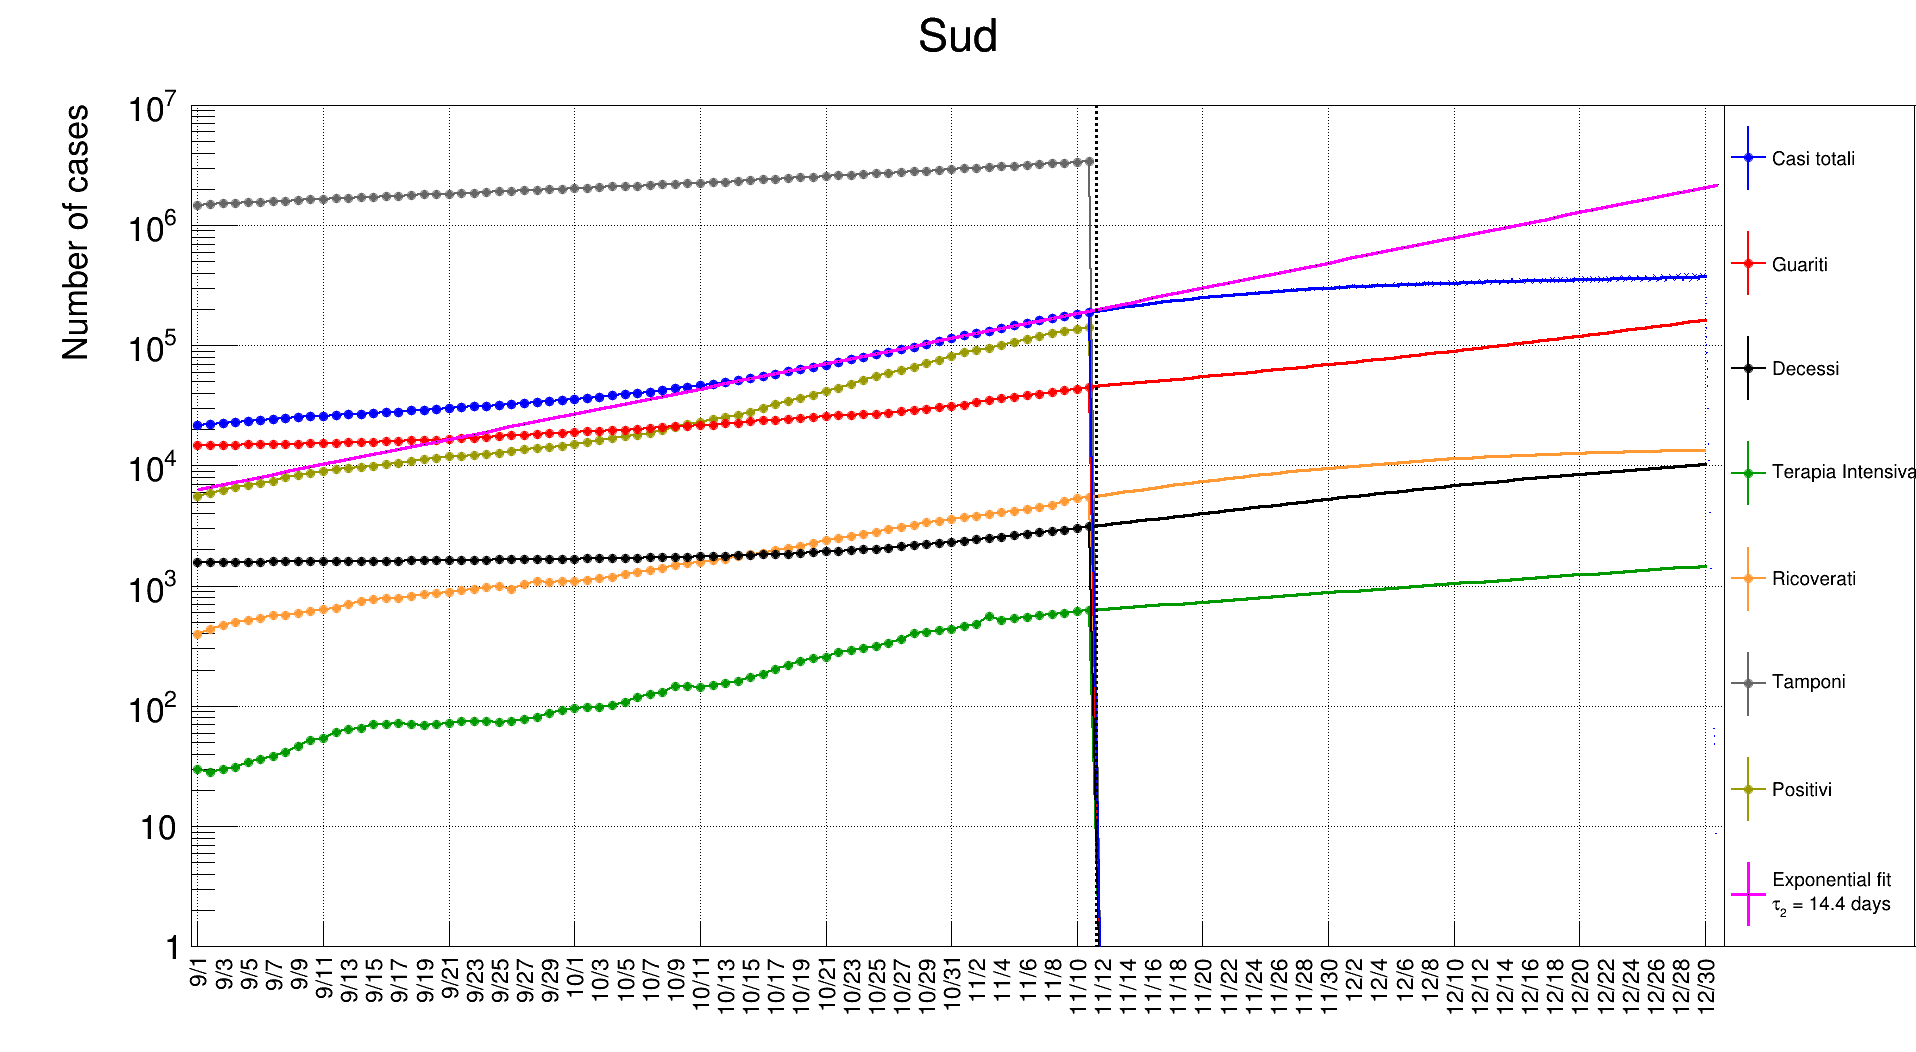 Sud
Number of cases
10^7
10^6
10^5
10^4
10^3
10^2
10
1
9/1 9/3 9/5 9/7 9/9 9/11 9/13 9/15 9/17 9/19 9/21 9/23 9/25 9/27 9/29 10/1 10/3 10/5 10/7 10/9 10/11 10/13 10/15 10/17 10/19 10/21 10/23 10/25 10/27 10/29 10/31 11/2 11/4 11/6 11/8 11/10 11/12 11/14 11/16 11/18 11/20 11/22 11/24 11/26 11/28 11/30 12/2 12/4 12/6 12/8 12/10 12/12 12/14 12/16 12/18 12/20 12/22 12/24 12/26 12/28 12/30
Casi totali
Guariti
Decessi
Terapia Intensiva
Ricoverati
Tamponi
Positivi
Exponential fit
τ₂ = 14.4 days